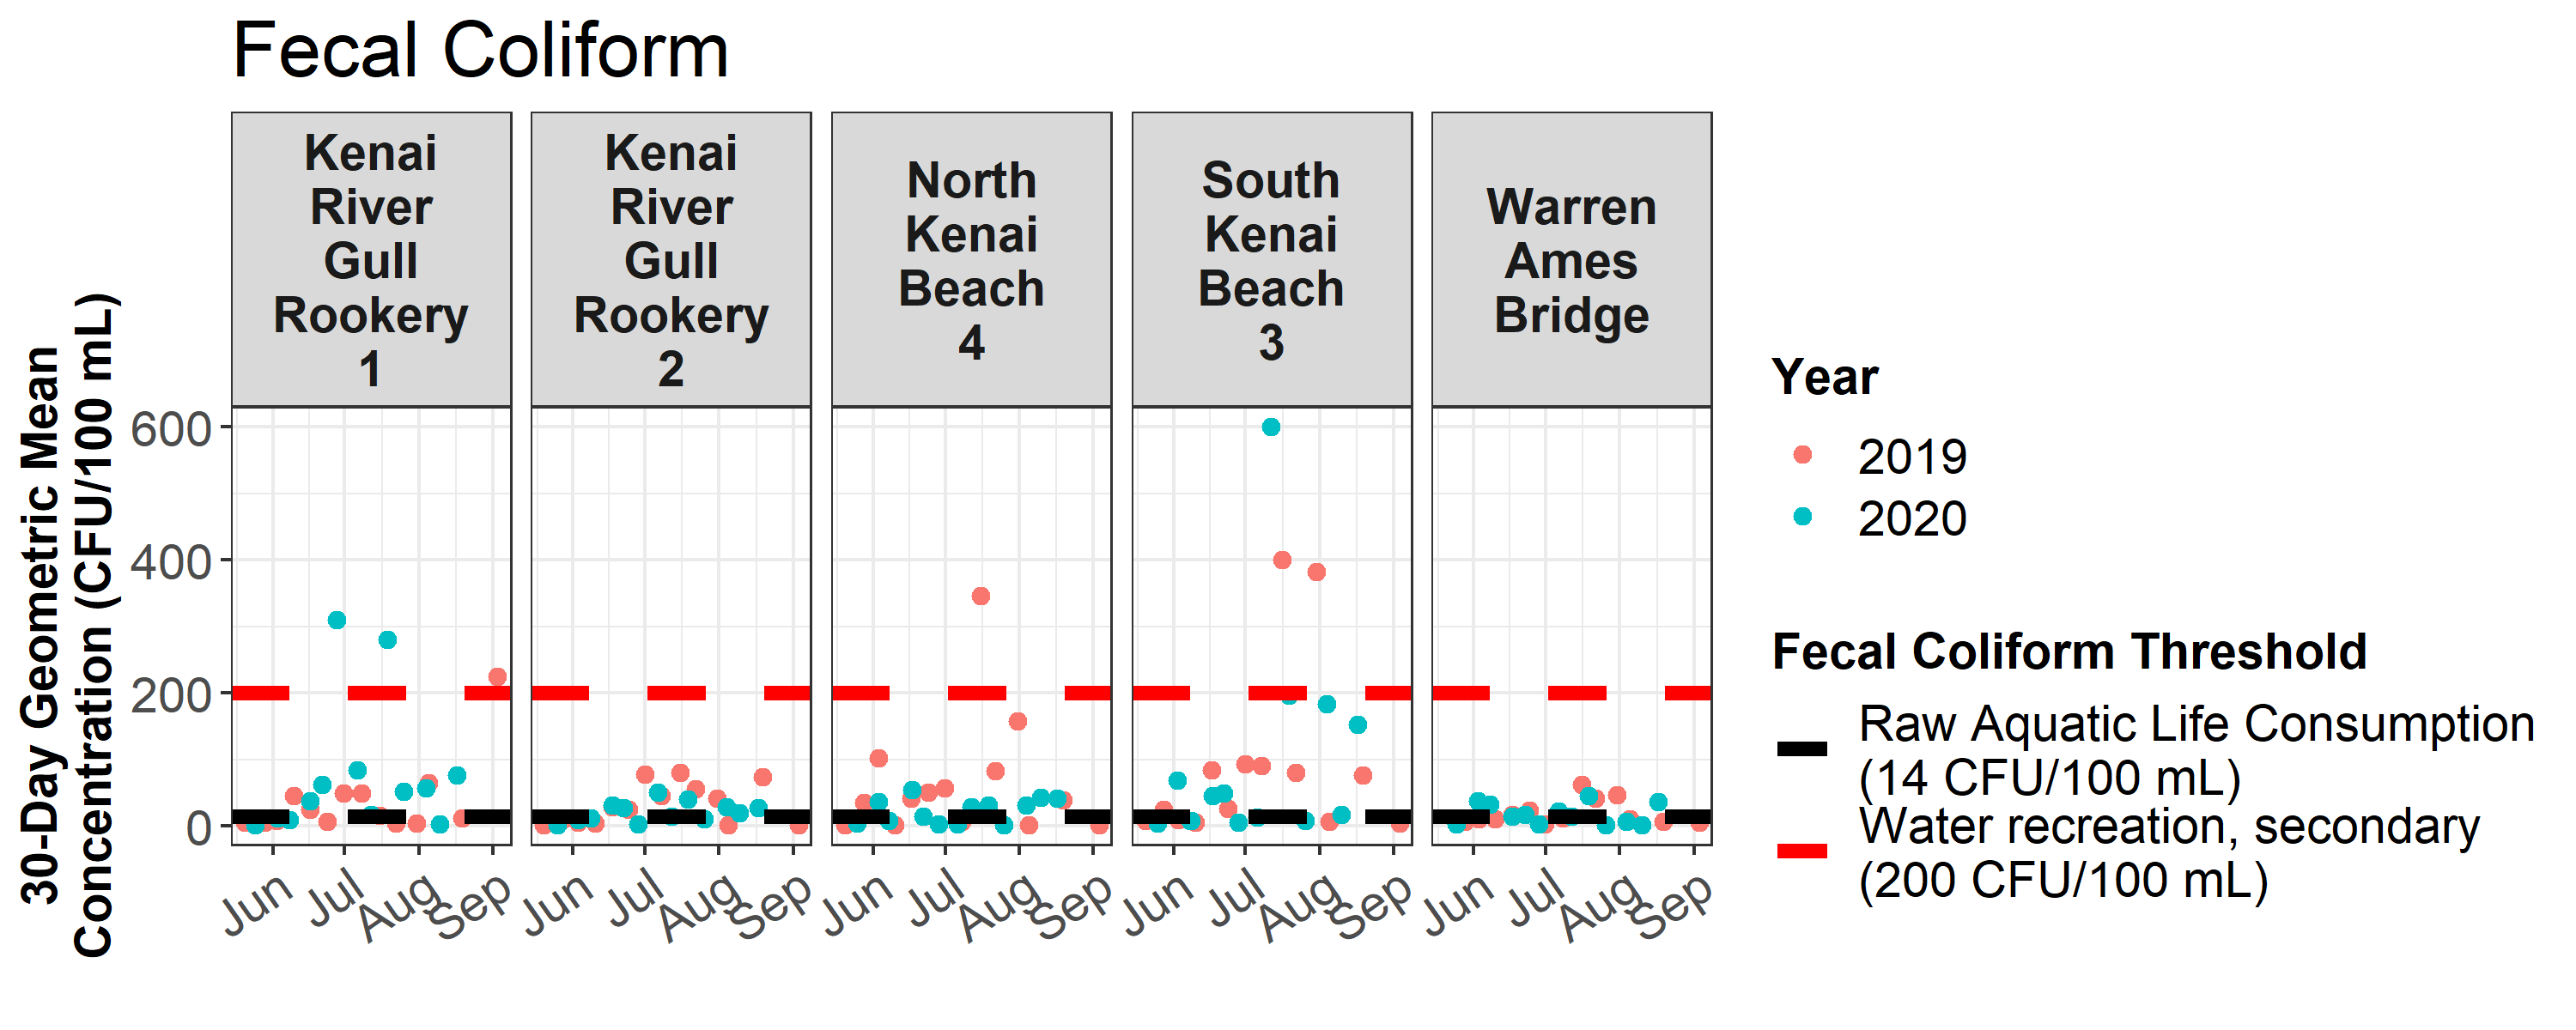 Fecal Coliform
Kenai
River
Gull
Rookery
1
Kenai
River
Gull
Rookery
2
North
Kenai
Beach
4
South
Kenai
Beach
3
Warren
Ames
Bridge
30-Day Geometric Mean
Concentration (CFU/100 mL)
600
400
200
0
Jun
Jul
Aug
Sep
Jun
Jul
Aug
Sep
Jun
Jul
Aug
Sep
Jun
Jul
Aug
Sep
Jun
Jul
Aug
Sep
Year
2019
2020
Fecal Coliform Threshold
Raw Aquatic Life Consumption
(14 CFU/100 mL)
Water recreation, secondary
(200 CFU/100 mL)